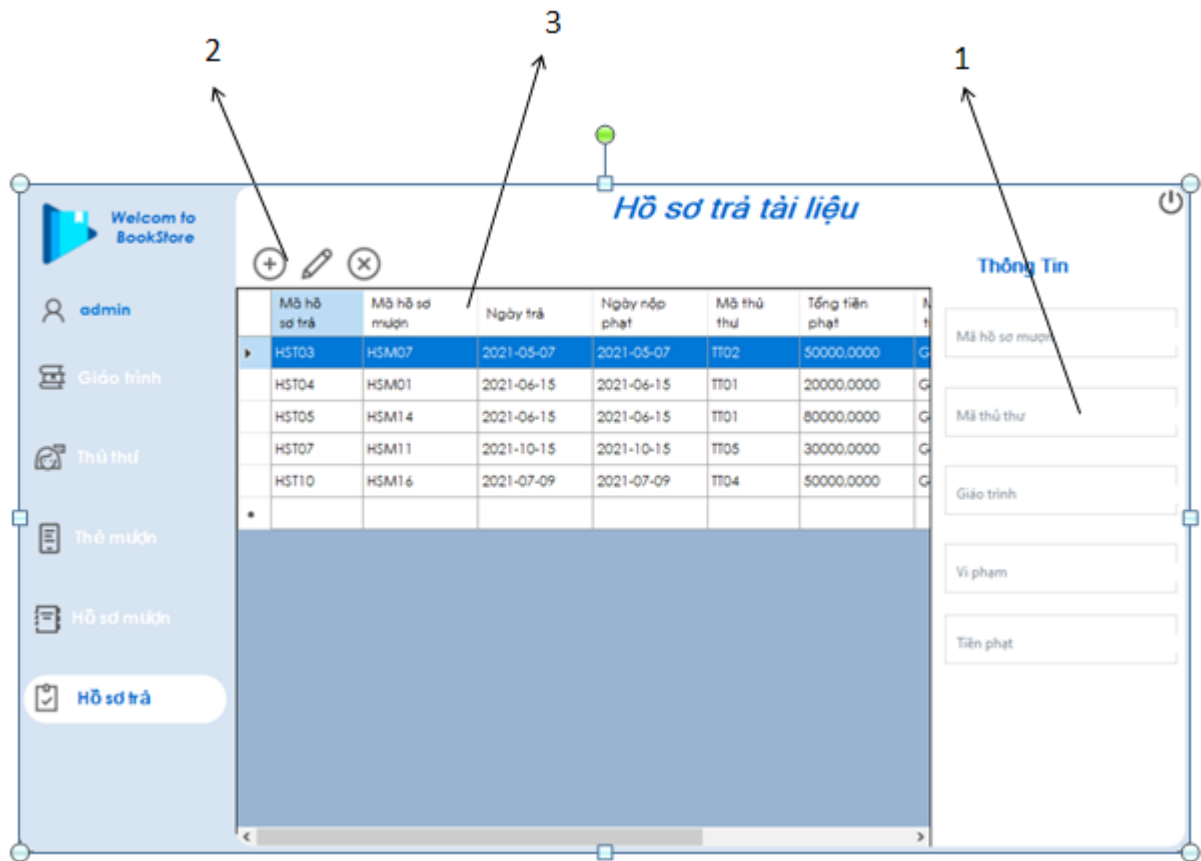 2
3
1
Welcom to
BookStore
Hồ sơ trả tài liệu
Thông Tin
admin
Giáo trình
Thủ thư
Thẻ mượn
Hồ sơ mượn
Hồ sơ trả
Mã hồ sơ trả Mã hồ sơ mượn Ngày trả Ngày nộp phạt Mã thủ thư Tổng tiền phạt
HST03 HSM07 2021-05-07 2021-05-07 TT02 50000,0000 G
HST04 HSM01 2021-06-15 2021-06-15 TT01 20000,0000 G
HST05 HSM14 2021-06-15 2021-06-15 TT01 80000,0000 G
HST07 HSM11 2021-10-15 2021-10-15 TT05 30000,0000 G
HST10 HSM16 2021-07-09 2021-07-09 TT04 50000,0000 G
Mã hồ sơ mượn
Mã thủ thư
Giáo trình
Vi phạm
Tiền phạt